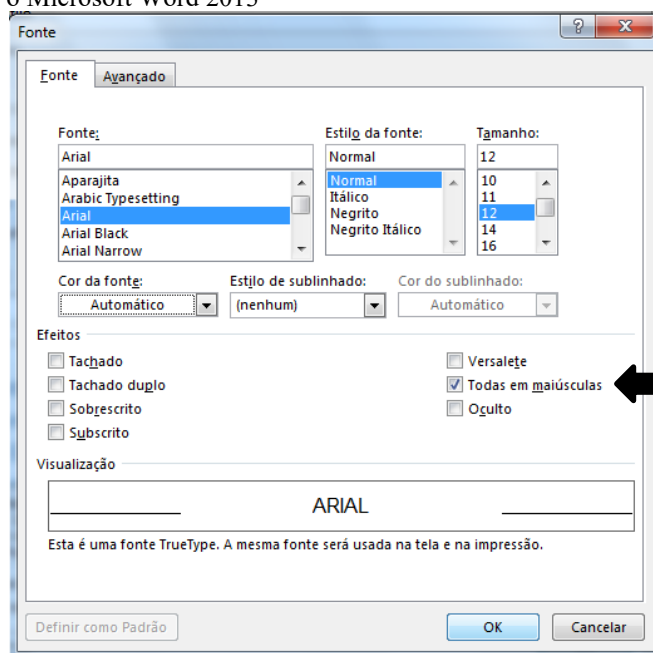 o Microsoft Word 2013
Fonte
Fonte Avançado
Fonte: Estilo da fonte: Tamanho:
Arial Normal 12
Aparajita Normal 10
Arabic Typesetting Itálico 11
Arial Negrito 12
Arial Black Negrito Itálico 14
Arial Narrow 16
Cor da fonte: Estilo de sublinhado: Cor do sublinhado:
Automático (nenhum) Automático
Efeitos
Tachado Versalete
Tachado duplo Todas em maiúsculas
Sobrescrito Oculto
Subscrito
Visualização
ARIAL
Esta é uma fonte TrueType. A mesma fonte será usada na tela e na impressão.
Definir como Padrão OK Cancelar